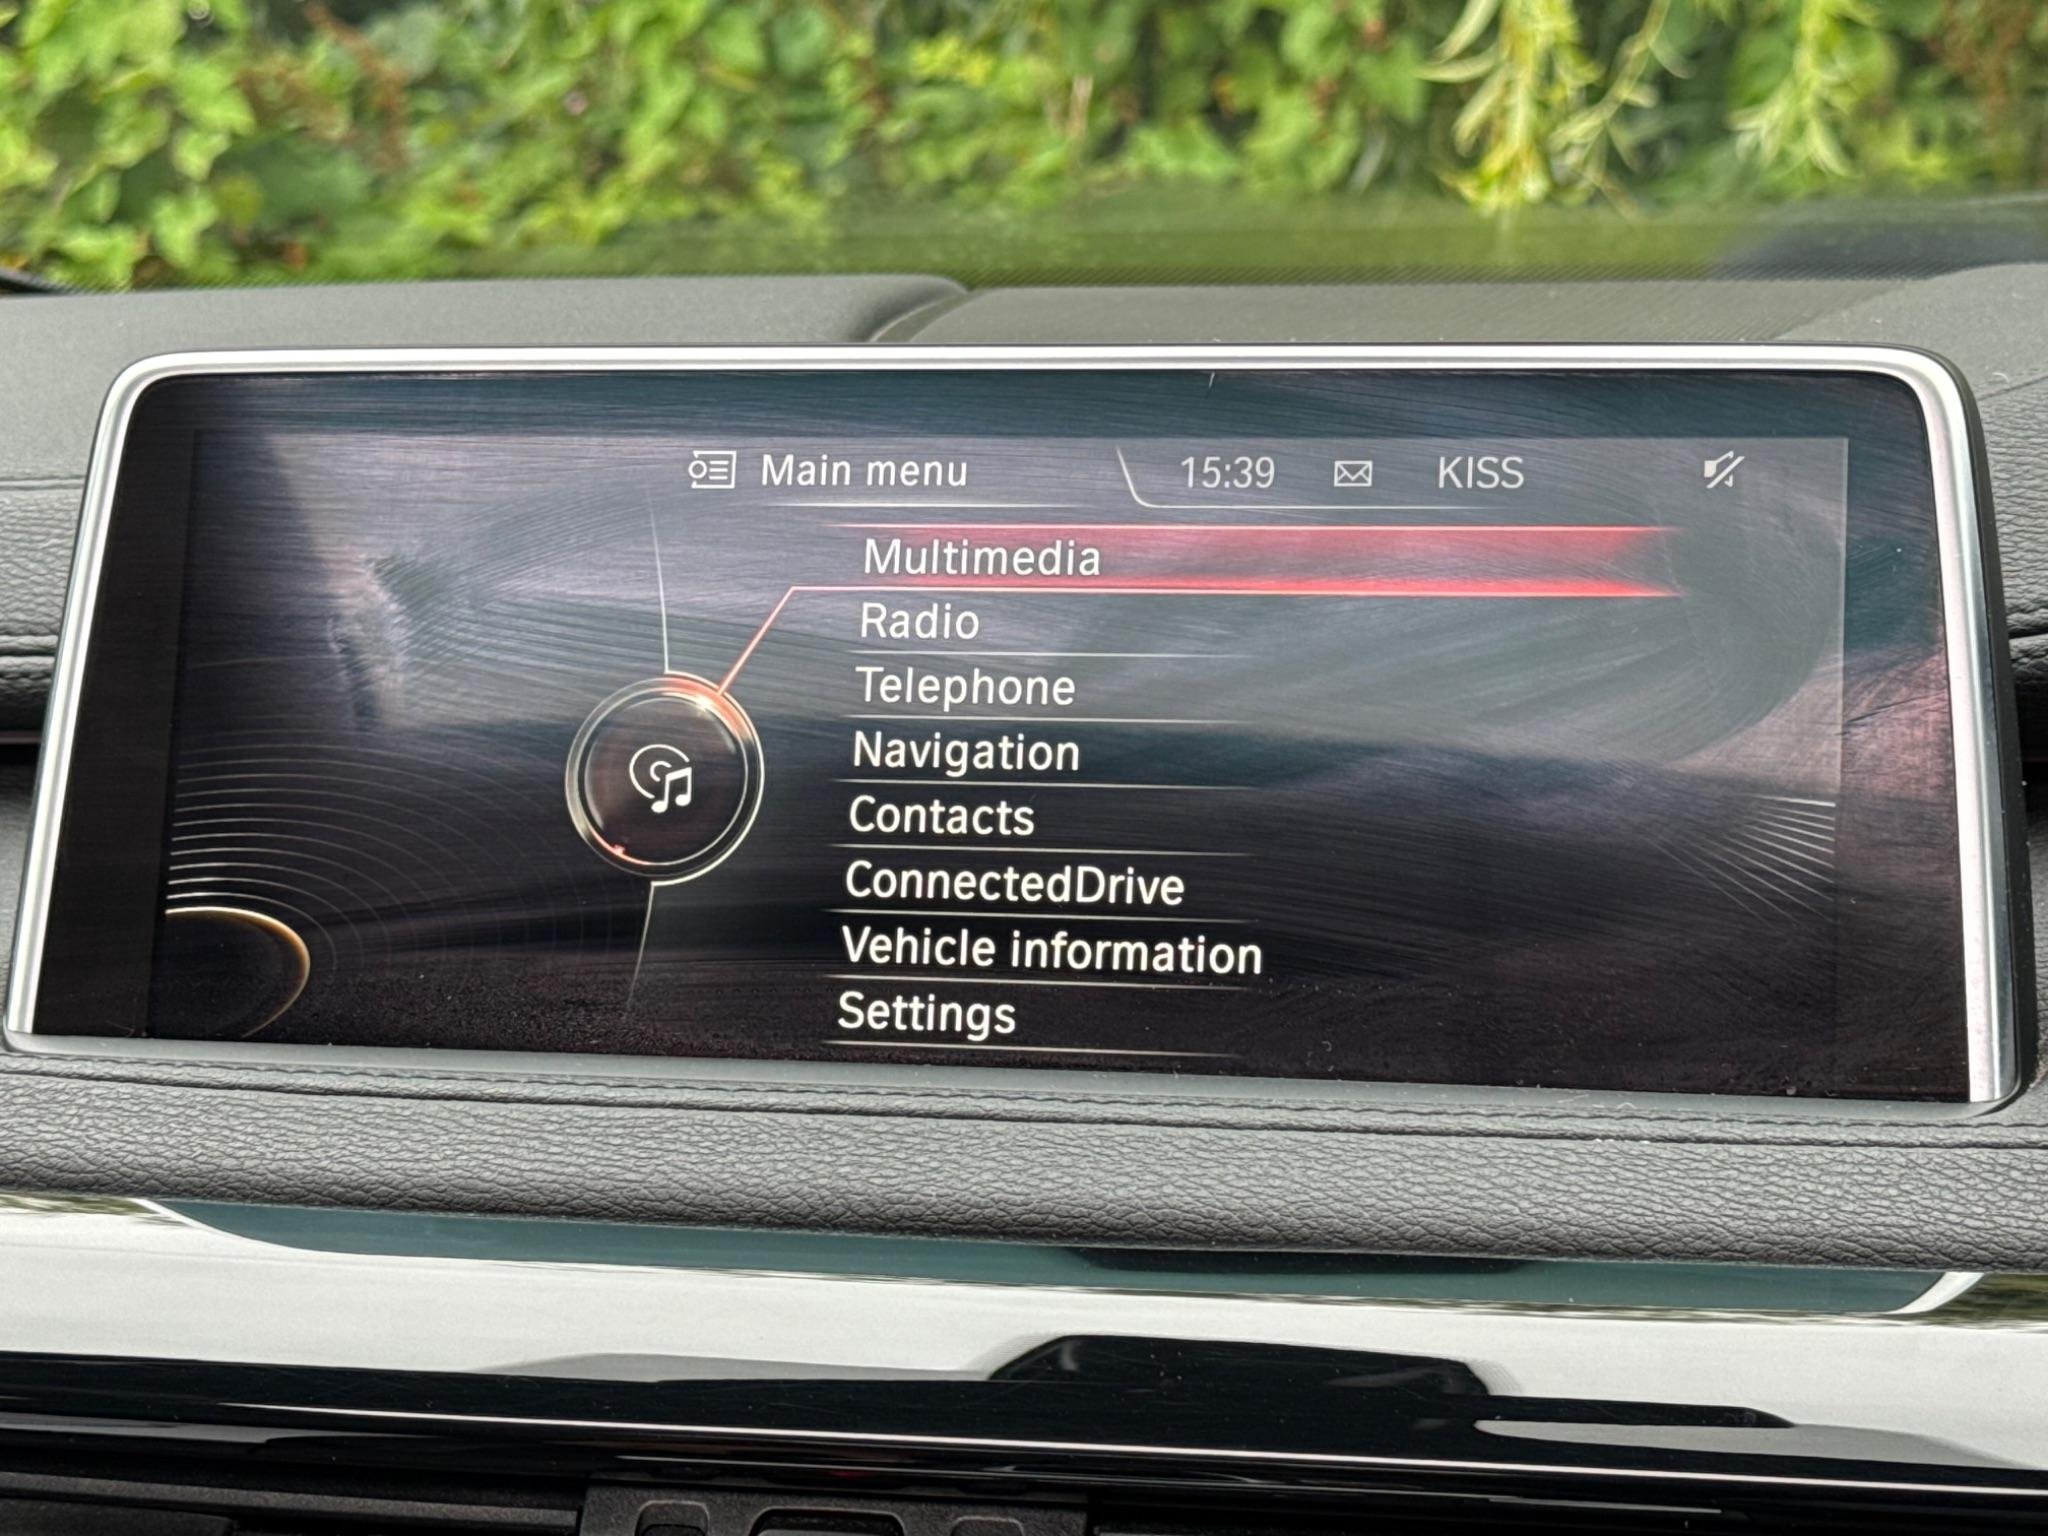 Main menu
15:39 KISS
Multimedia
Radio
Telephone
Navigation
Contacts
ConnectedDrive
Vehicle information
Settings